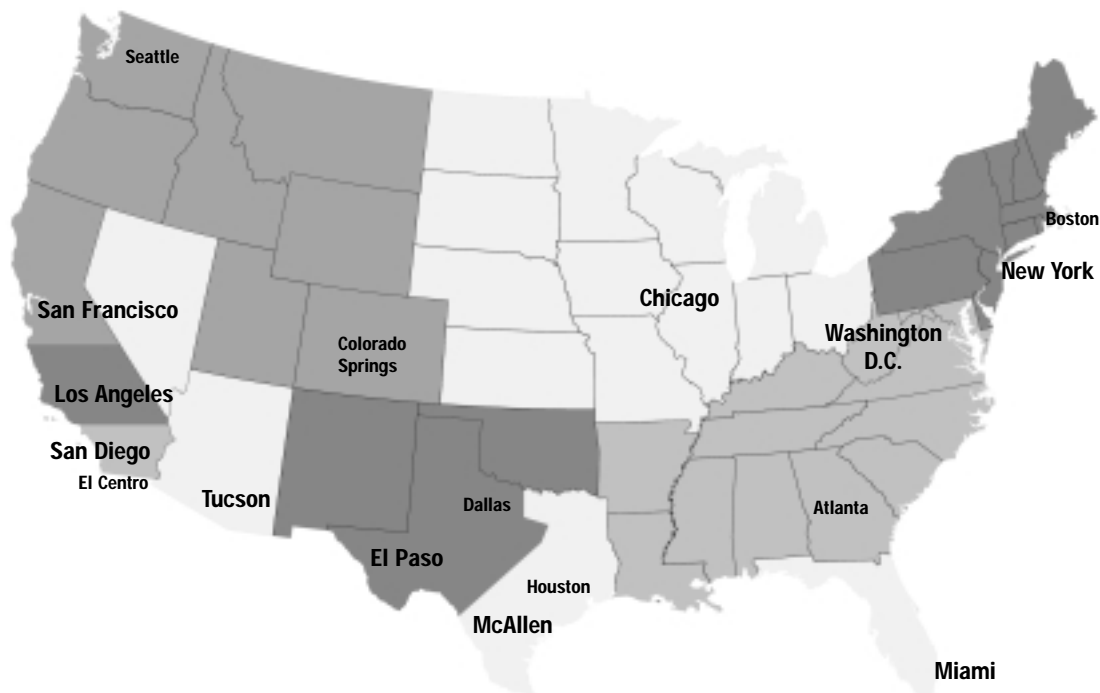 Seattle
Boston
New York
Chicago
San Francisco
Washington
D.C.
Colorado
Springs
Los Angeles
San Diego
El Centro
Tucson
Dallas
Atlanta
El Paso
Houston
McAllen
Miami